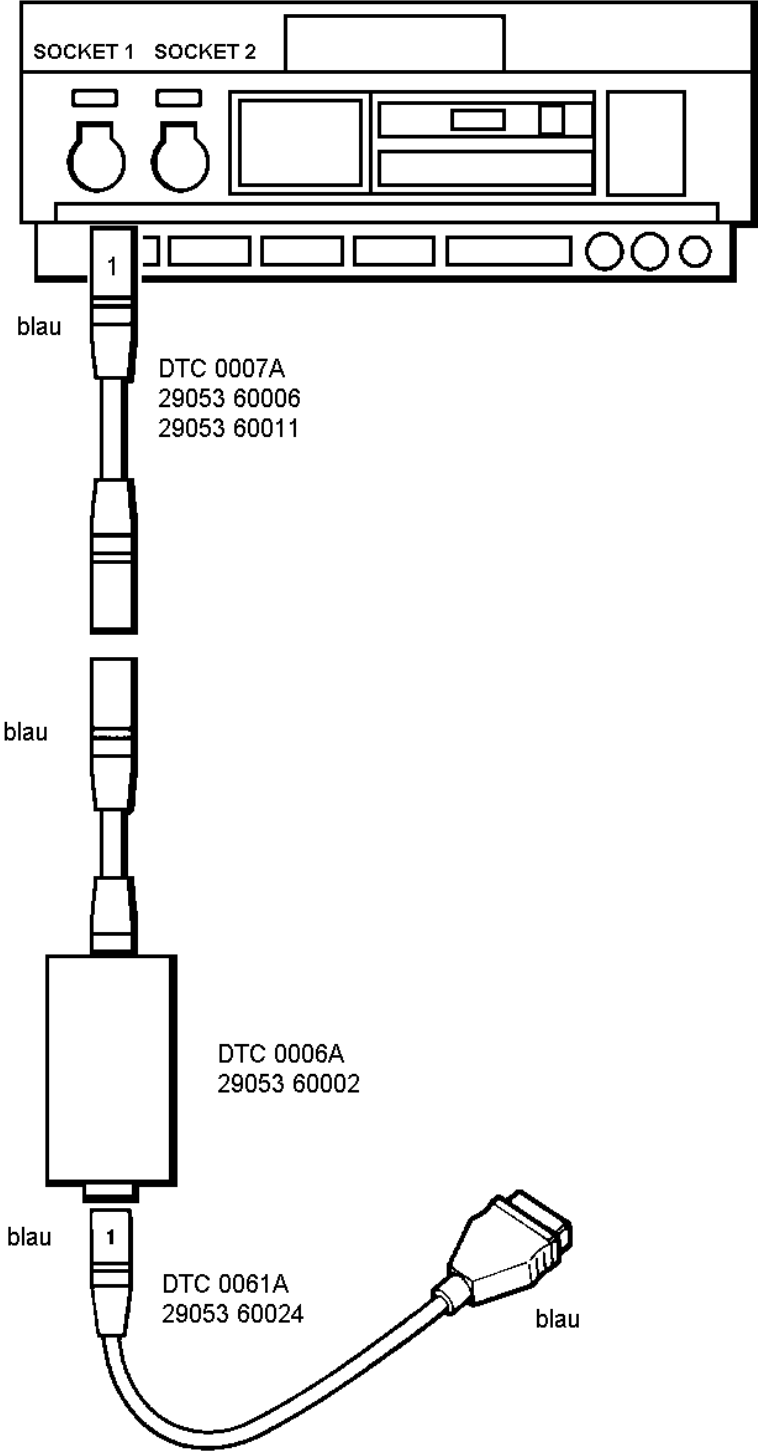 SOCKET 1 SOCKET 2
1
blau
DTC 0007A
29053 60006
29053 60011
blau
DTC 0006A
29053 60002
blau
1
DTC 0061A
29053 60024
blau